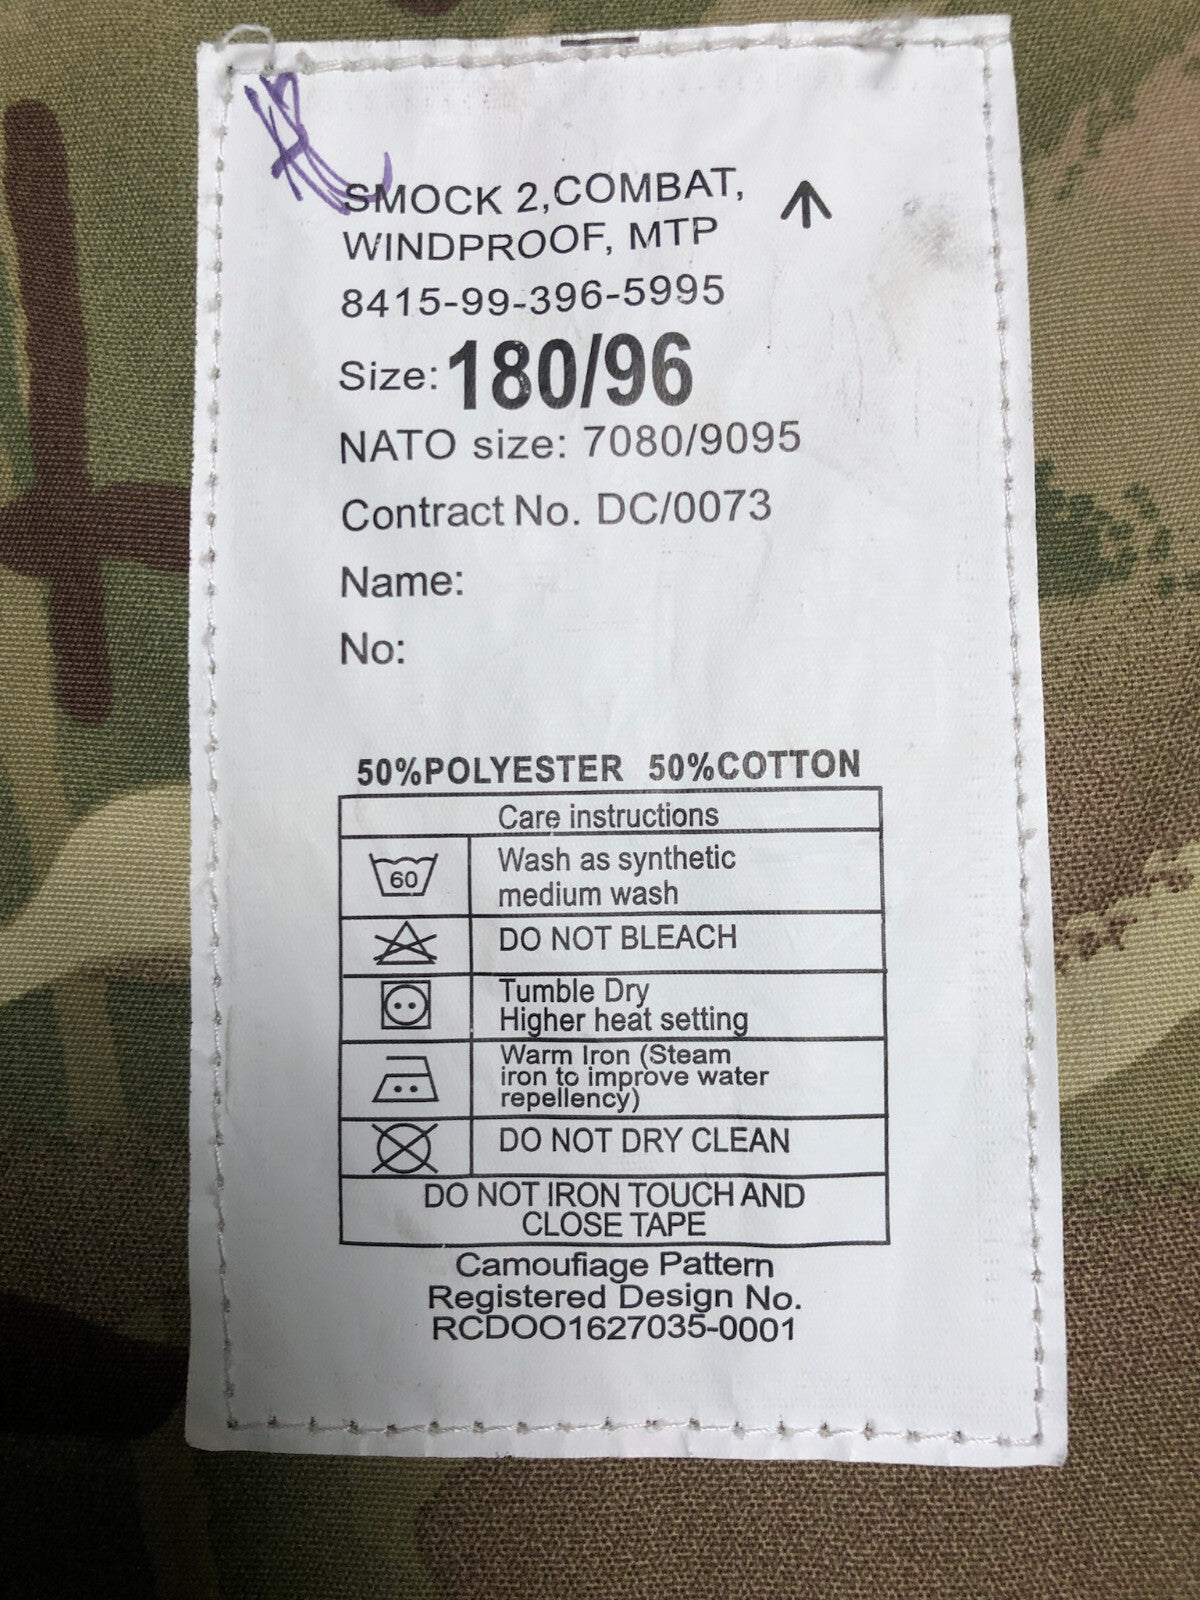 SMOCK 2,COMBAT,
WINDPROOF, MTP
8415-99-396-5995
Size: 180/96
NATO size: 7080/9095
Contract No. DC/0073
Name:
No:
50%POLYESTER 50%COTTON
Care instructions
60
Wash as synthetic
medium wash
DO NOT BLEACH
Tumble Dry
Higher heat setting
Warm Iron (Steam
iron to improve water
repellency)
DO NOT DRY CLEAN
DO NOT IRON TOUCH AND
CLOSE TAPE
Camoufiage Pattern
Registered Design No.
RCDOO1627035-0001